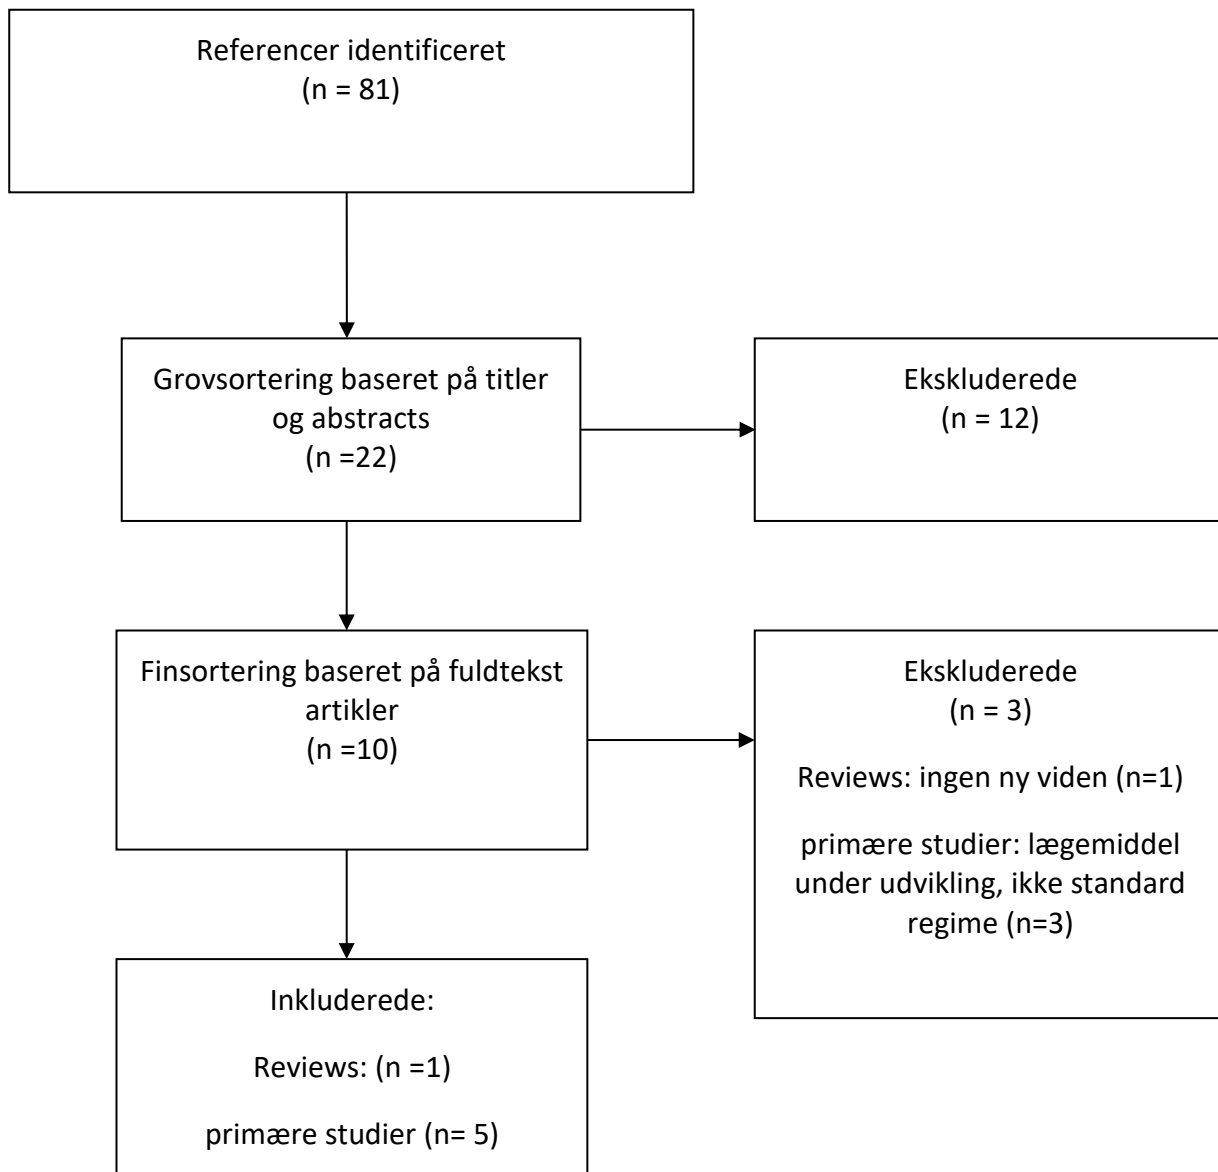 Referencer identificeret
(n = 81)
Grovsortering baseret på titler
og abstracts
(n =22)
Ekskluderede
(n = 12)
Finsortering baseret på fuldtekst
artikler
(n =10)
Ekskluderede
(n = 3)
Reviews: ingen ny viden (n=1)
primære studier: lægemiddel
under udvikling, ikke standard
regime (n=3)
Inkluderede:
Reviews: (n =1)
primære studier (n= 5)